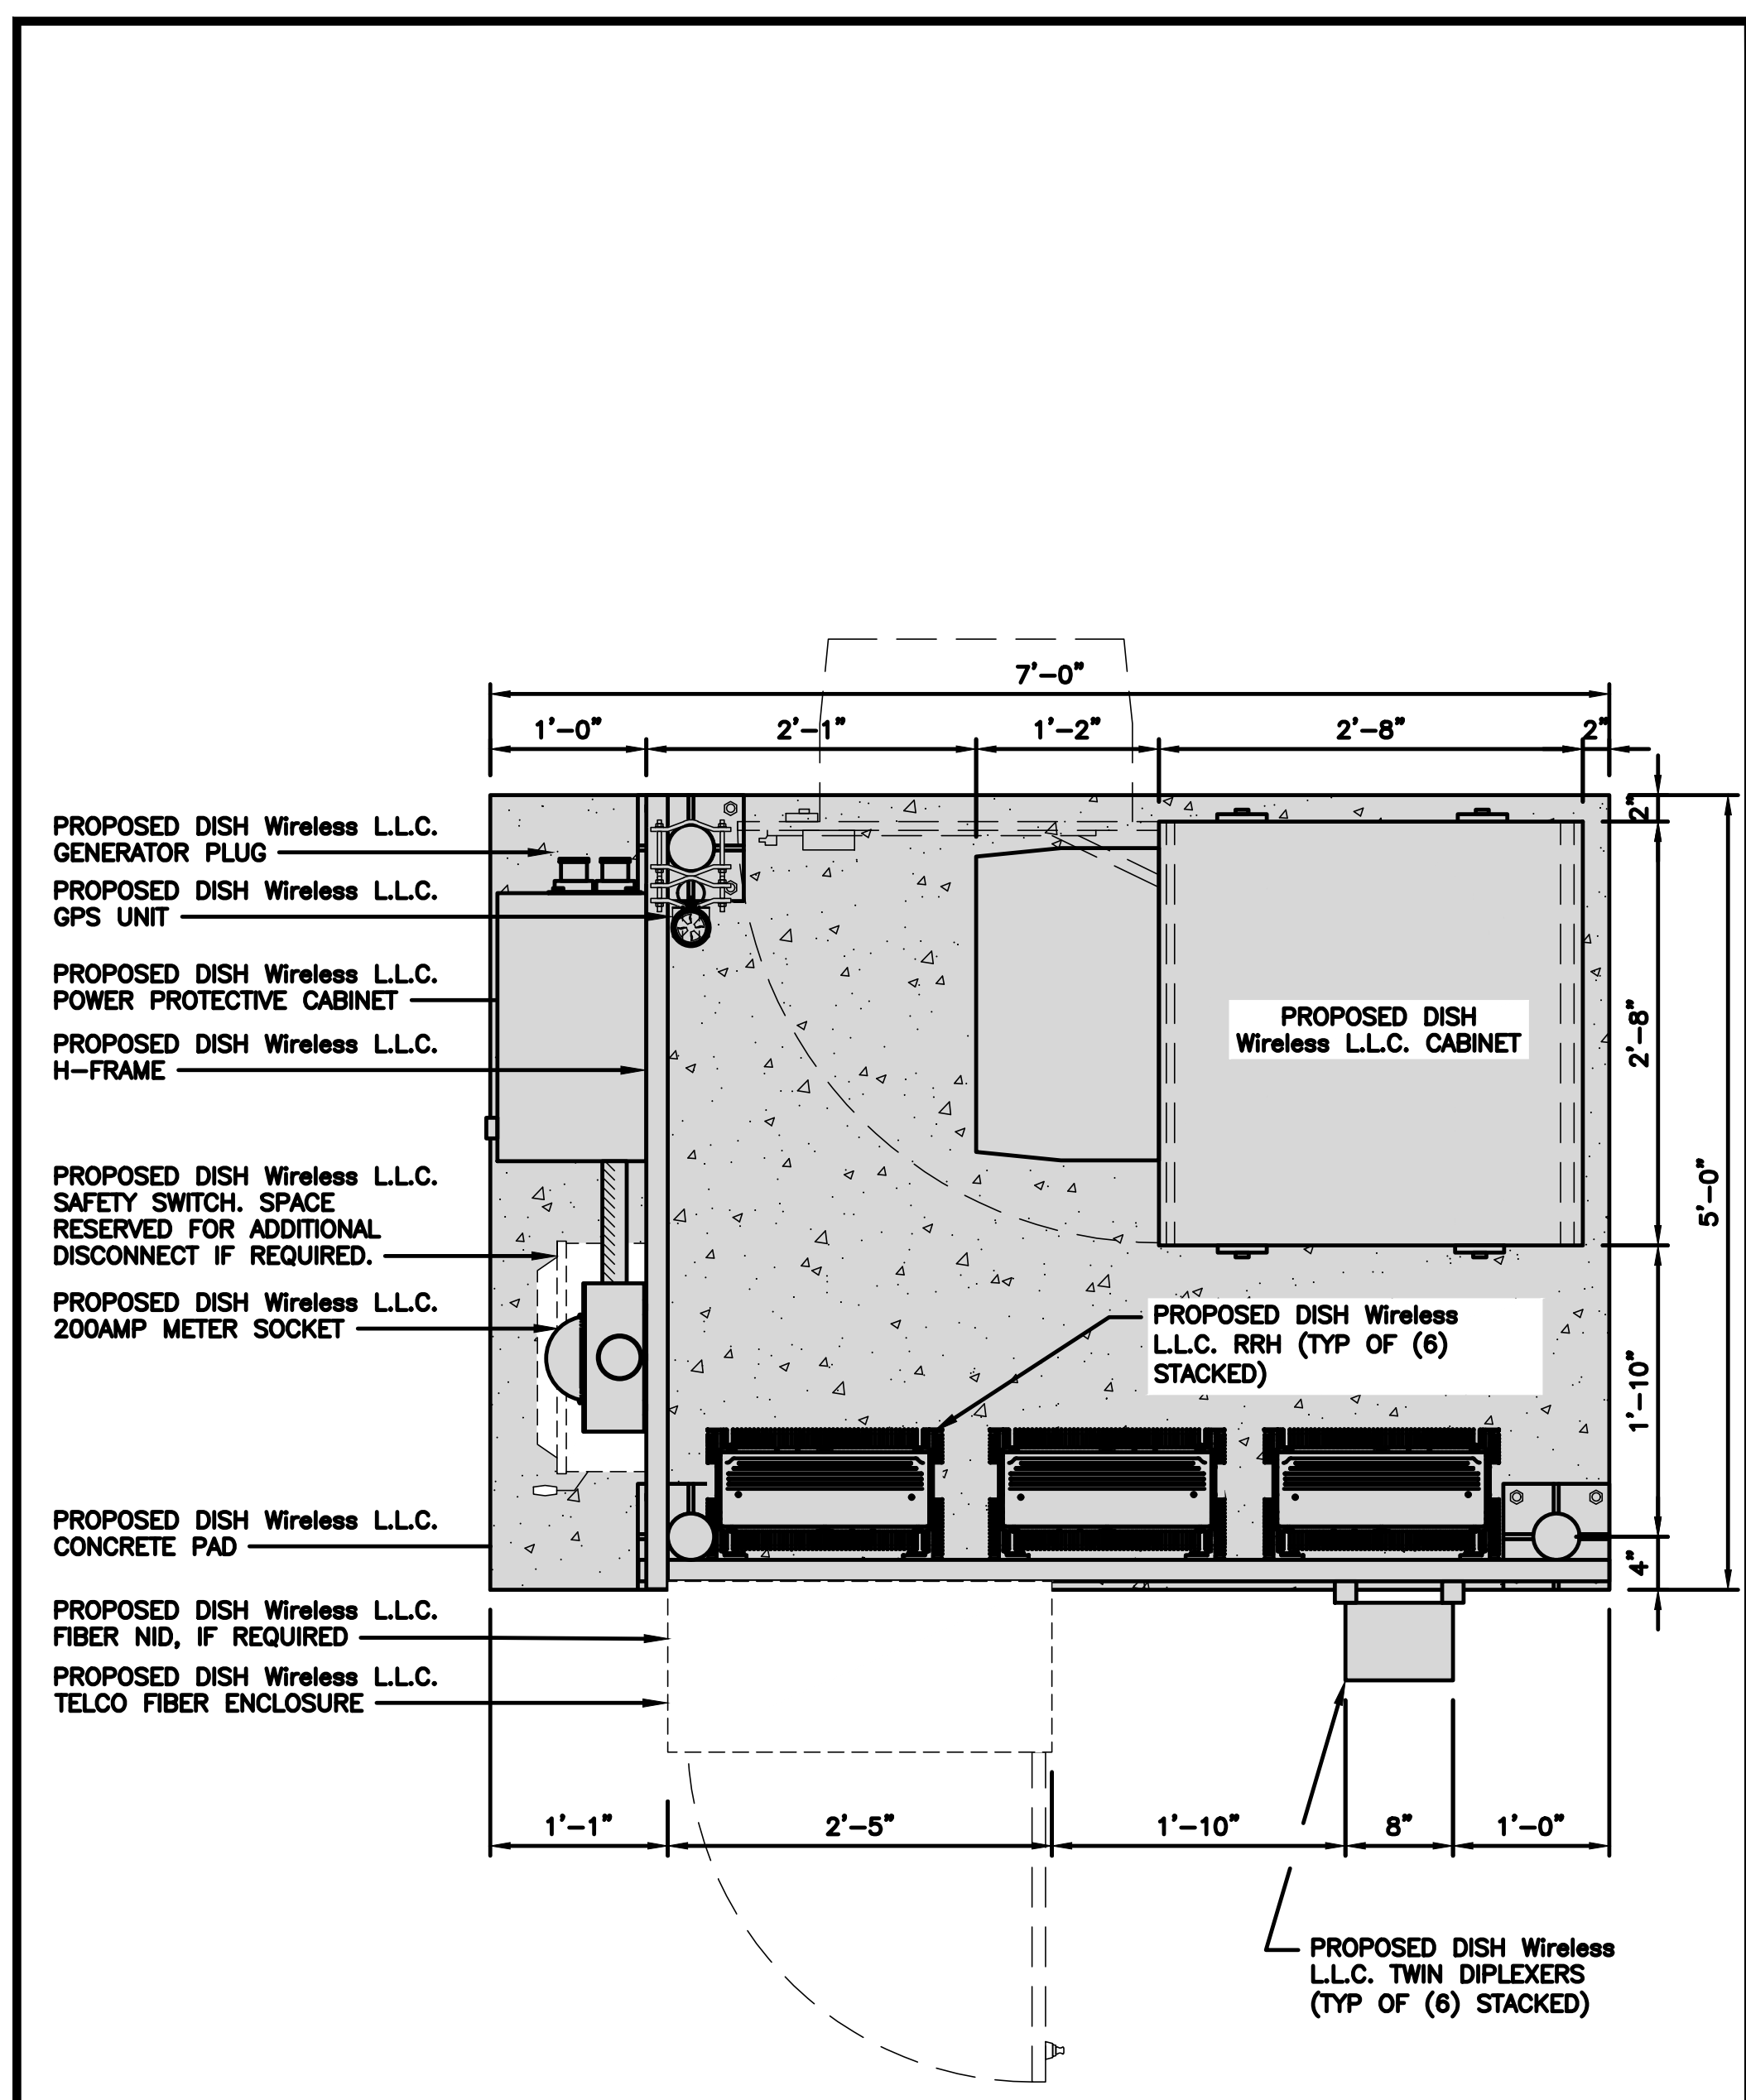 7'-0"
1'-0"
2'-1"
1'-2"
2'-8"
2"
2"
PROPOSED DISH Wireless L.L.C.
GENERATOR PLUG
PROPOSED DISH Wireless L.L.C.
GPS UNIT
PROPOSED DISH Wireless L.L.C.
POWER PROTECTIVE CABINET
PROPOSED DISH Wireless L.L.C.
H-FRAME
PROPOSED DISH
Wireless L.L.C. CABINET
2'-8"
5'-0"
PROPOSED DISH Wireless L.L.C.
SAFETY SWITCH. SPACE
RESERVED FOR ADDITIONAL
DISCONNECT IF REQUIRED.
PROPOSED DISH Wireless L.L.C.
200AMP METER SOCKET
PROPOSED DISH Wireless
L.L.C. RRH (TYP OF (6)
STACKED)
1'-10"
PROPOSED DISH Wireless L.L.C.
CONCRETE PAD
4"
PROPOSED DISH Wireless L.L.C.
FIBER NID, IF REQUIRED
PROPOSED DISH Wireless L.L.C.
TELCO FIBER ENCLOSURE
1'-1"
2'-5"
1'-10"
8"
1'-0"
PROPOSED DISH Wireless
L.L.C. TWIN DIPLEXERS
(TYP OF (6) STACKED)